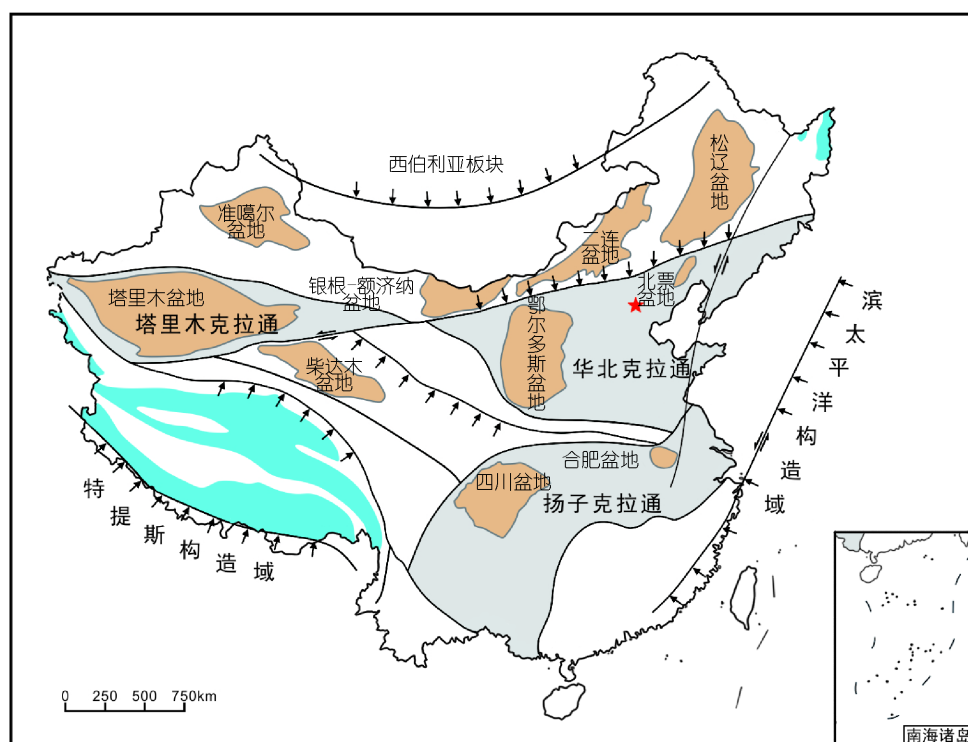 西伯利亚板块
松辽盆地
准噶尔
盆地
二连
盆地
银根-额济纳
盆地
北票
盆地
塔里木盆地
塔里木克拉通
鄂尔多斯盆地
华北克拉通
柴达木
盆地
滨太平洋构造域
合肥盆地
四川盆地
扬子克拉通
特提斯构造域
0 250 500 750km
南海诸岛